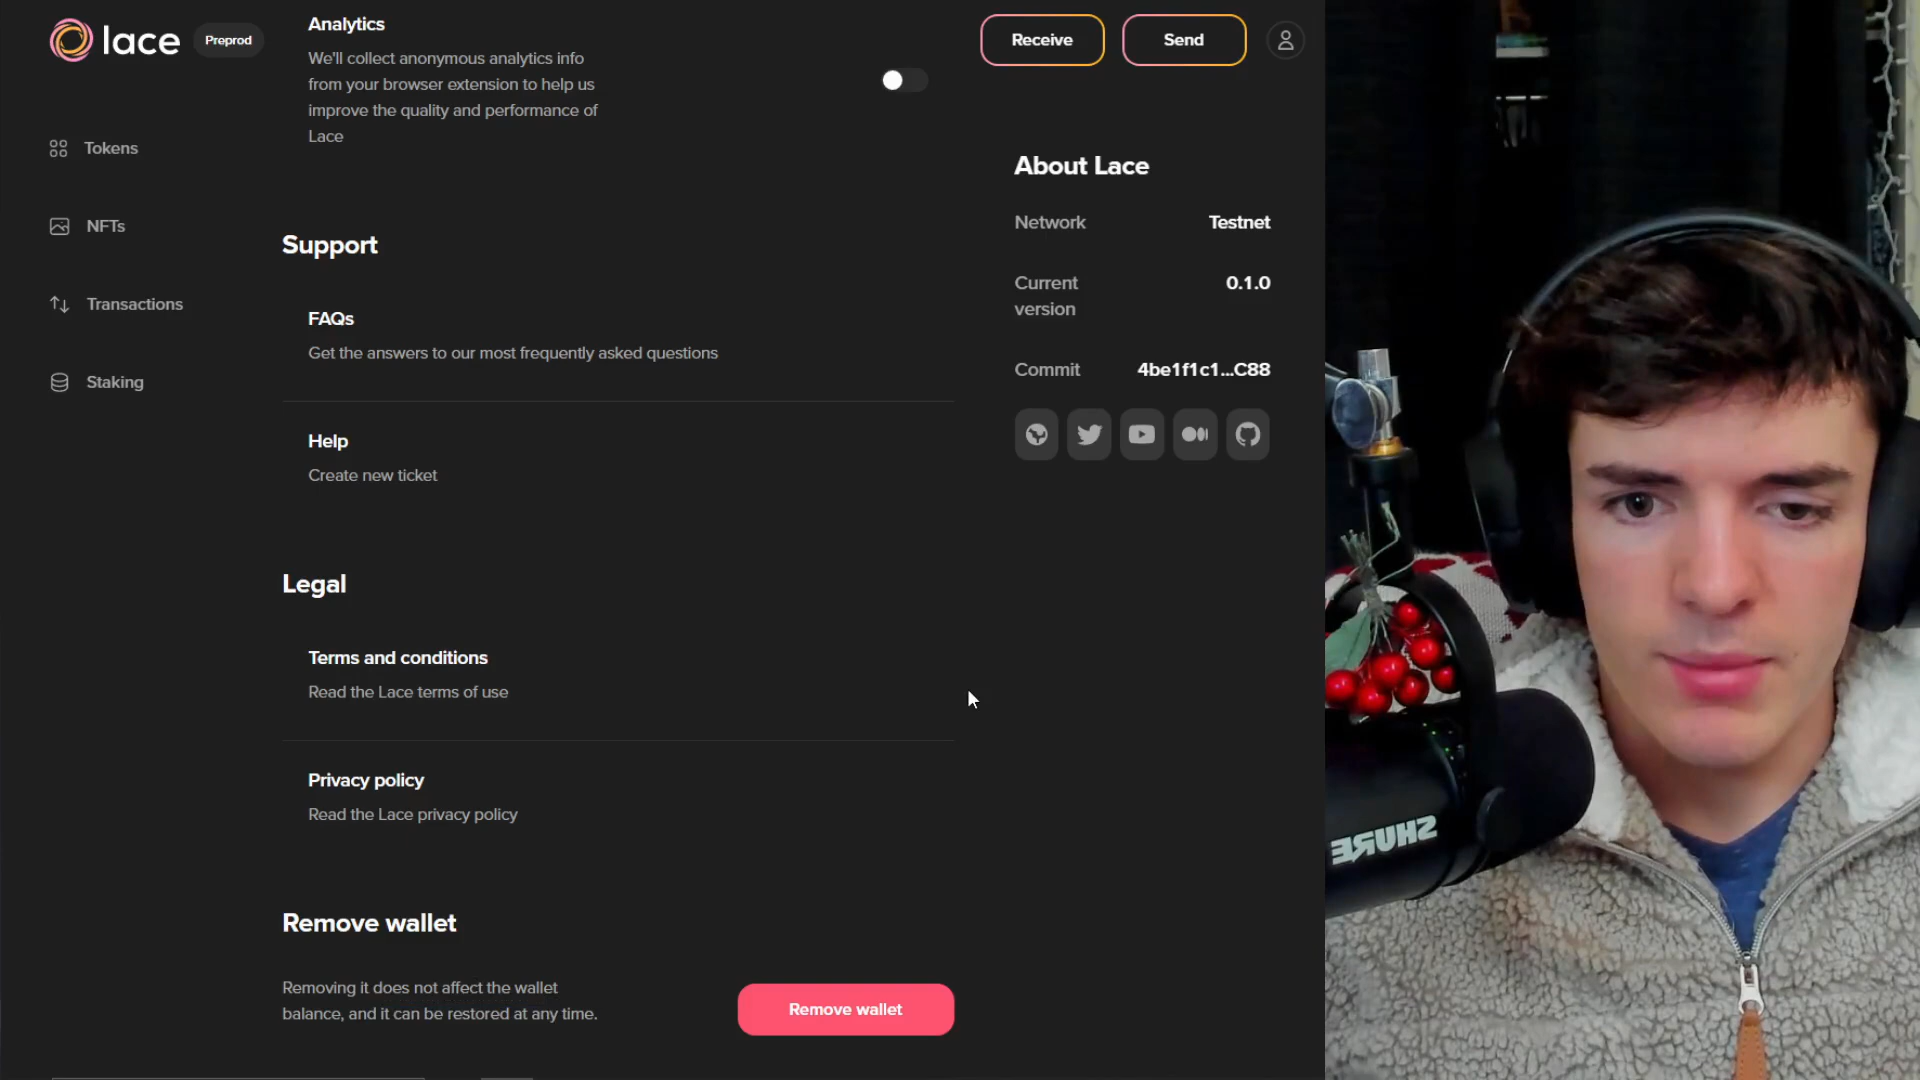 lace
Preprod
Tokens
NFTs
Transactions
Staking
Analytics
We'll collect anonymous analytics info
from your browser extension to help us
improve the quality and performance of
Lace
Support
FAQs
Get the answers to our most frequently asked questions
Help
Create new ticket
Legal
Terms and conditions
Read the Lace terms of use
Privacy policy
Read the Lace privacy policy
Remove wallet
Removing it does not affect the wallet
balance, and it can be restored at any time.
Remove wallet
Receive
Send
About Lace
Network Testnet
Current
version 0.1.0
Commit 4be1f1c1...C88
SHURE